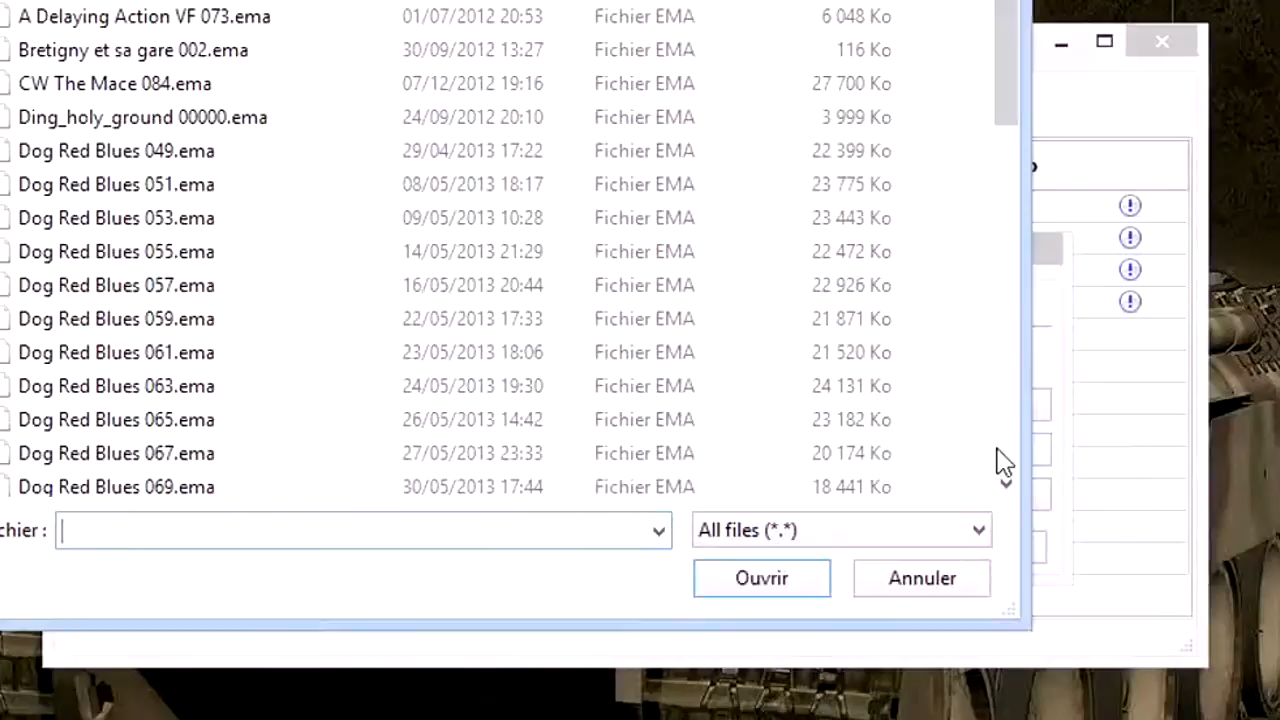 A Delaying Action VF 073.ema 01/07/2012 20:53 Fichier EMA 6 048 Ko
Bretigny et sa gare 002.ema 30/09/2012 13:27 Fichier EMA 116 Ko
CW The Mace 084.ema 07/12/2012 19:16 Fichier EMA 27 700 Ko
Ding_holy_ground 00000.ema 24/09/2012 20:10 Fichier EMA 3 999 Ko
Dog Red Blues 049.ema 29/04/2013 17:22 Fichier EMA 22 399 Ko
Dog Red Blues 051.ema 08/05/2013 18:17 Fichier EMA 23 775 Ko
Dog Red Blues 053.ema 09/05/2013 10:28 Fichier EMA 23 443 Ko
Dog Red Blues 055.ema 14/05/2013 21:29 Fichier EMA 22 472 Ko
Dog Red Blues 057.ema 16/05/2013 20:44 Fichier EMA 22 926 Ko
Dog Red Blues 059.ema 22/05/2013 17:33 Fichier EMA 21 871 Ko
Dog Red Blues 061.ema 23/05/2013 18:06 Fichier EMA 21 520 Ko
Dog Red Blues 063.ema 24/05/2013 19:30 Fichier EMA 24 131 Ko
Dog Red Blues 065.ema 26/05/2013 14:42 Fichier EMA 23 182 Ko
Dog Red Blues 067.ema 27/05/2013 23:33 Fichier EMA 20 174 Ko
Dog Red Blues 069.ema 30/05/2013 17:44 Fichier EMA 18 441 Ko
chier : All files (*.*)
Ouvrir Annuler